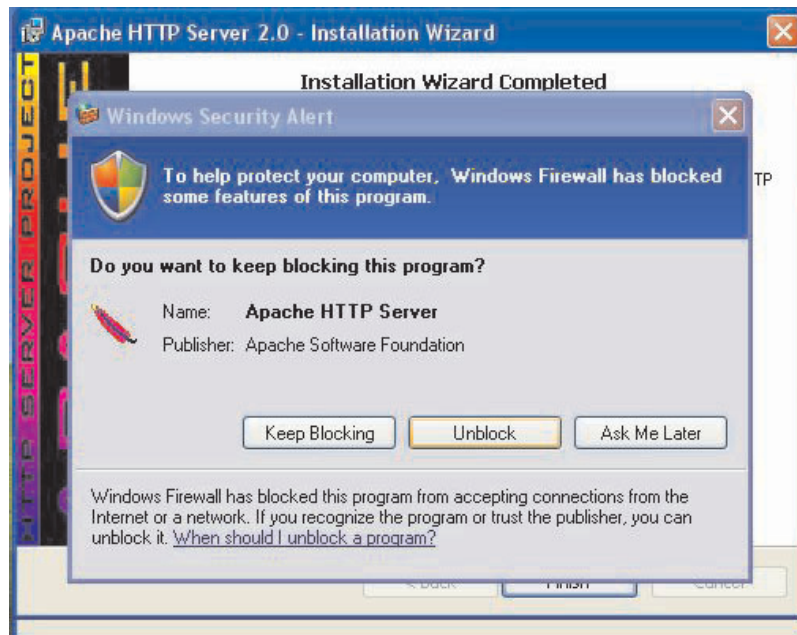 Apache HTTP Server 2.0 - Installation Wizard
HTTP SERVER PROJECT
Installation Wizard Completed
Windows Security Alert
To help protect your computer, Windows Firewall has blocked
some features of this program.
TP
Do you want to keep blocking this program?
Name: Apache HTTP Server
Publisher: Apache Software Foundation
Keep Blocking Unblock Ask Me Later
Windows Firewall has blocked this program from accepting connections from the
Internet or a network. If you recognize the program or trust the publisher, you can
unblock it. When should I unblock a program?
< Back Finish Cancel